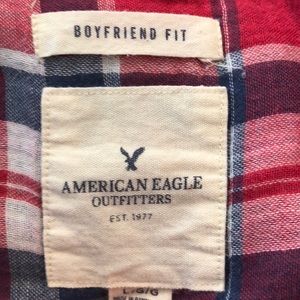 BOYFRIEND FIT
AMERICAN EAGLE
OUTFITTERS
EST. 1977
L/G/G